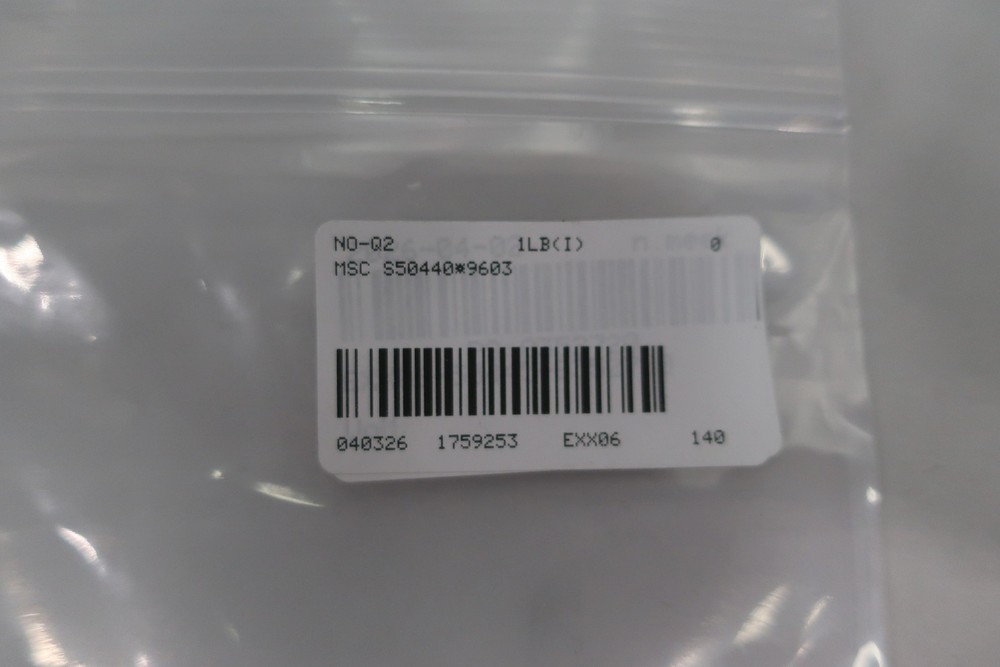 NO-Q2 1LB(I) 0
MSC S50440*9603
040326 1759253 EXX06 140